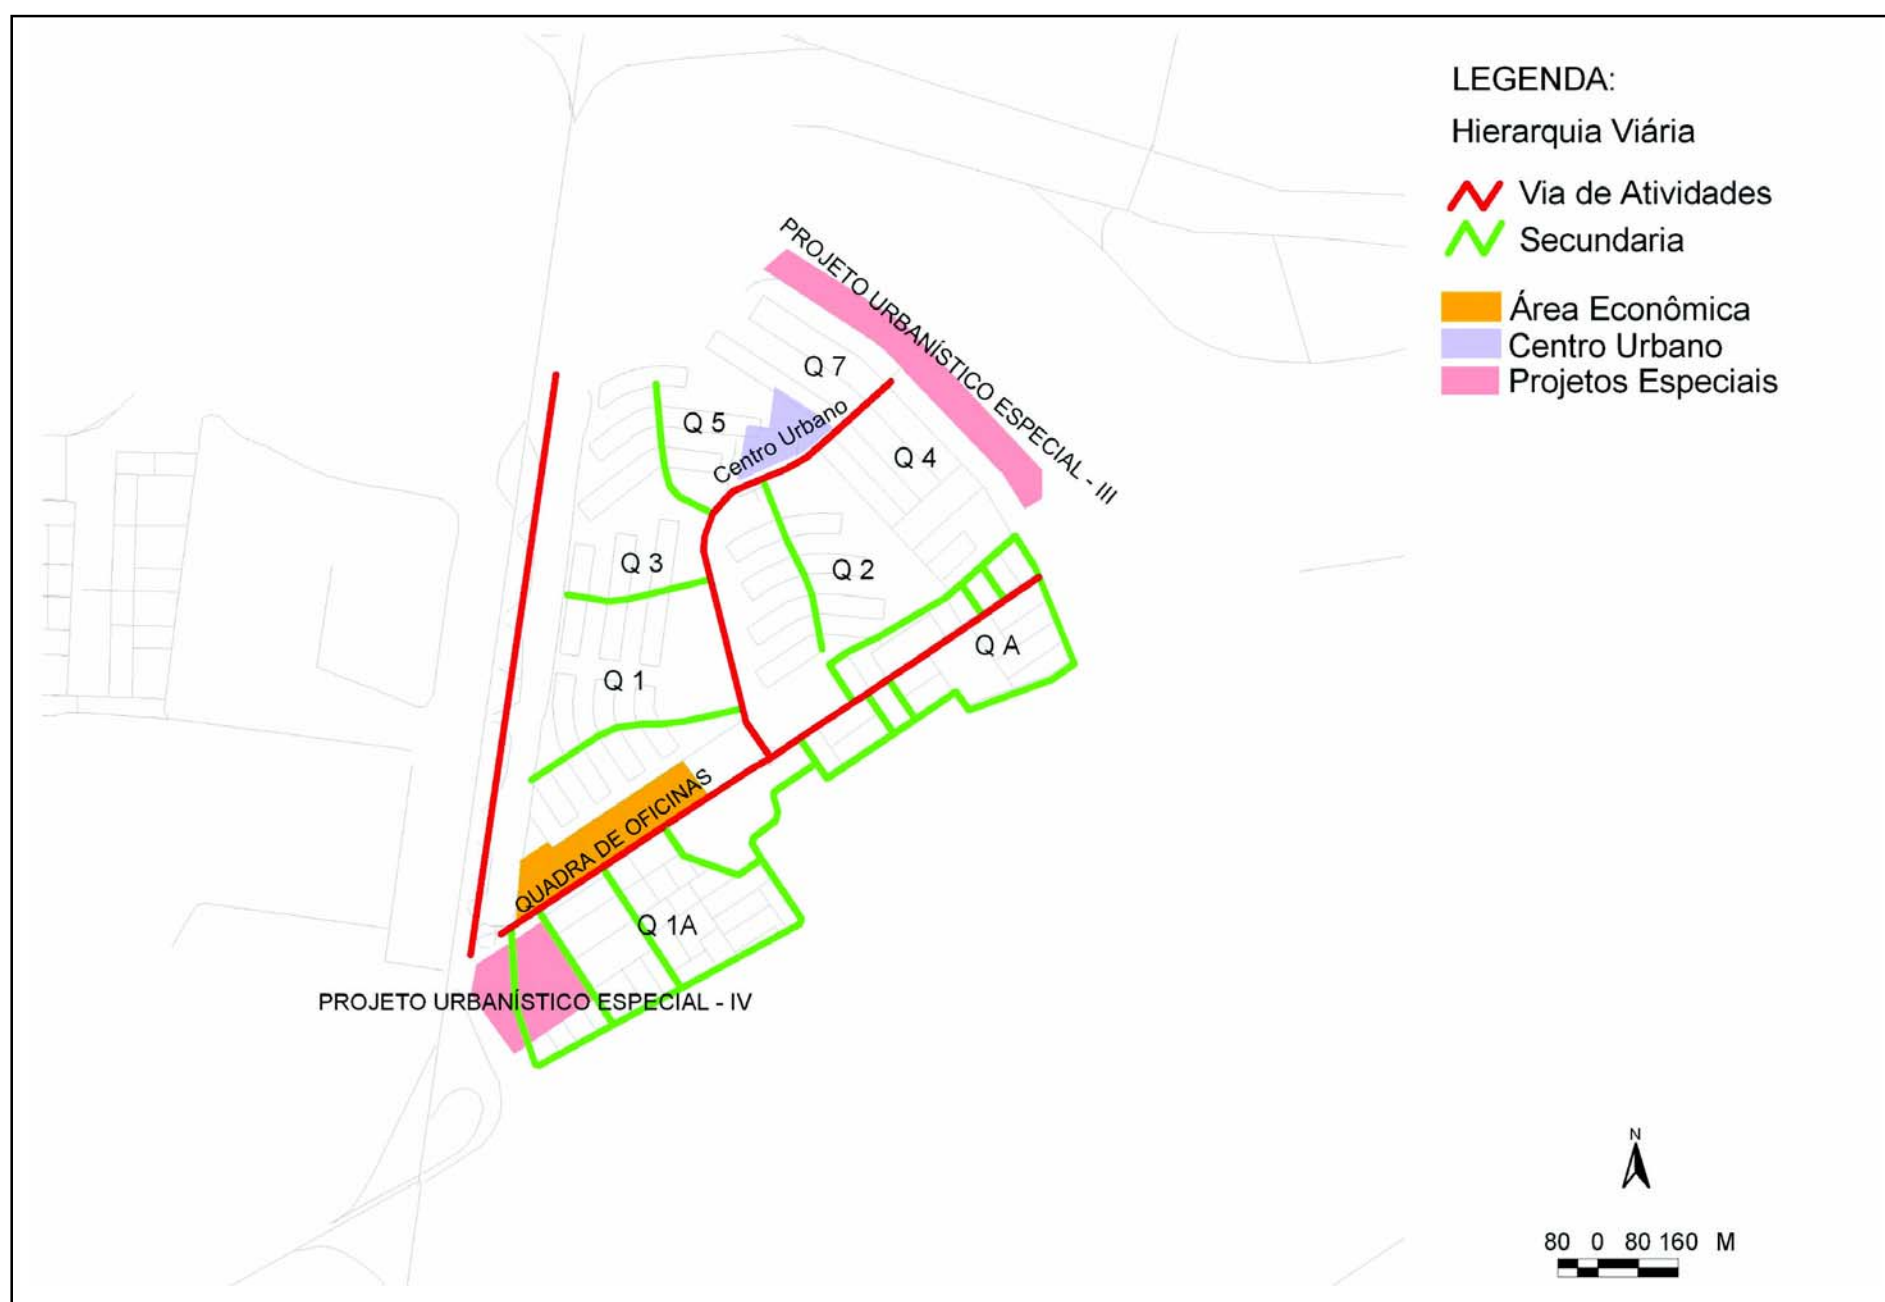 LEGENDA:
Hierarquia Viária
Via de Atividades
Secundaria
Área Econômica
Centro Urbano
Projetos Especiais
PROJETO URBANÍSTICO ESPECIAL - III
Q 7
Q 5
Centro Urbano
Q 4
Q 3
Q 2
Q A
Q 1
QUADRA DE OFICINAS
Q 1A
PROJETO URBANÍSTICO ESPECIAL - IV
N
80 0 80 160 M